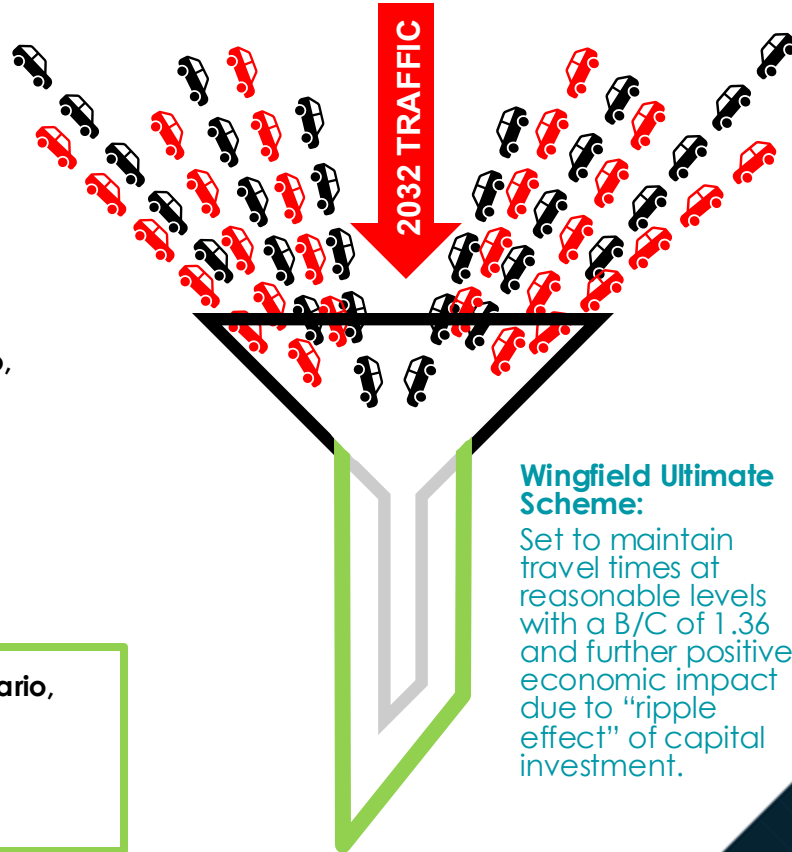 2032 TRAFFIC
,
Wingfield Ultimate
Scheme:
Set to maintain
travel times at
reasonable levels
with a B/C of 1.36
and further positive
economic impact
due to “ripple
effect” of capital
investment.
ario,